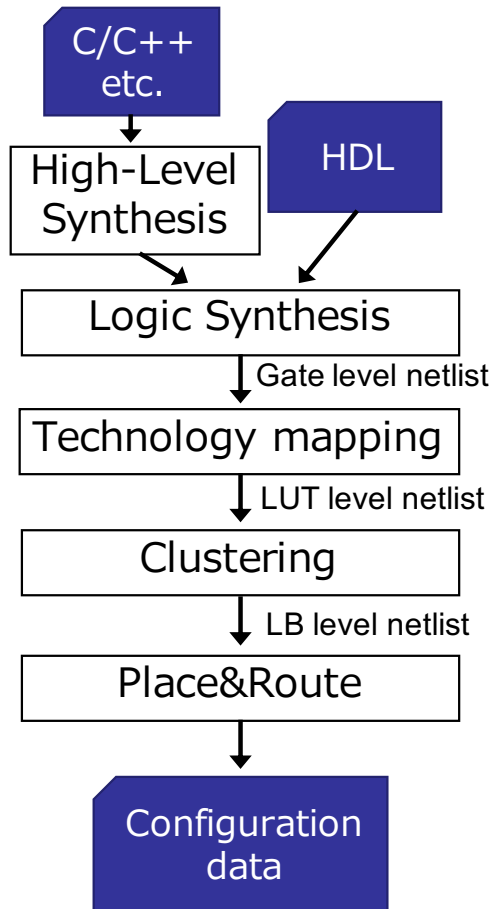 C/C++
etc.
HDL
High-Level
Synthesis
Logic Synthesis
Gate level netlist
Technology mapping
LUT level netlist
Clustering
LB level netlist
Place&Route
Configuration
data